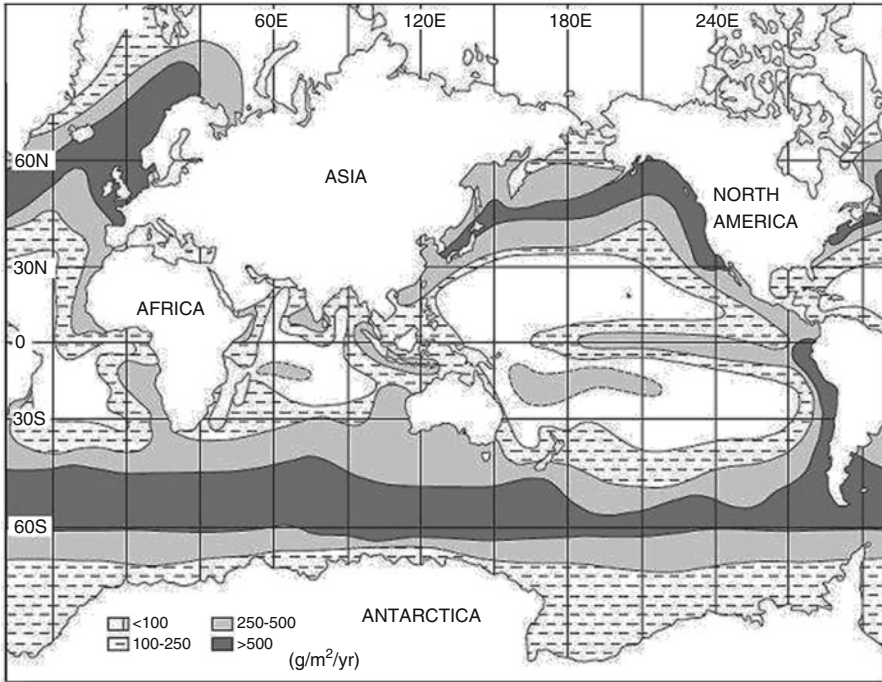 60E 120E 180E 240E
60N
ASIA
NORTH
AMERICA
30N
AFRICA
0
30S
60S
ANTARCTICA
<100 250-500
100-250 >500
(g/m²/yr)